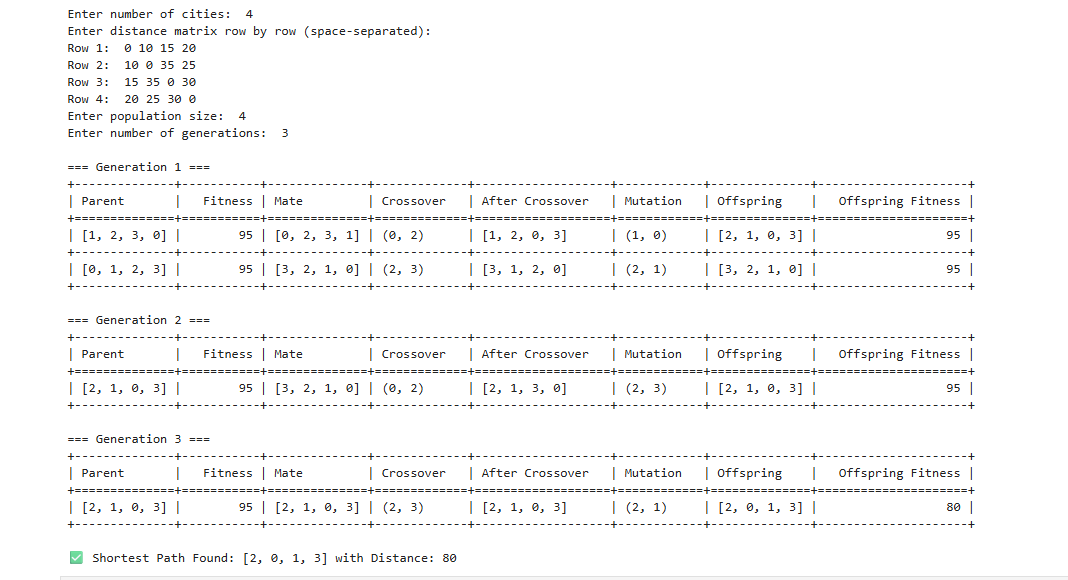 Enter number of cities:  4
Enter distance matrix row by row (space-separated):
Row 1:  0 10 15 20
Row 2:  10 0 35 25
Row 3:  15 35 0 30
Row 4:  20 25 30 0
Enter population size:  4
Enter number of generations:  3
=== Generation 1 ===
+--------------+-----------+--------------+-------------+-------------------+------------+--------------+---------------------+
| Parent       |   Fitness | Mate         | Crossover   | After Crossover   | Mutation   | Offspring    |   Offspring Fitness |
+==============+===========+==============+=============+===================+============+==============+=====================+
| [1, 2, 3, 0] |        95 | [0, 2, 3, 1] | (0, 2)      | [1, 2, 0, 3]      | (1, 0)     | [2, 1, 0, 3] |                  95 |
+--------------+-----------+--------------+-------------+-------------------+------------+--------------+---------------------+
| [0, 1, 2, 3] |        95 | [3, 2, 1, 0] | (2, 3)      | [3, 1, 2, 0]      | (2, 1)     | [3, 2, 1, 0] |                  95 |
+--------------+-----------+--------------+-------------+-------------------+------------+--------------+---------------------+
=== Generation 2 ===
+--------------+-----------+--------------+-------------+-------------------+------------+--------------+---------------------+
| Parent       |   Fitness | Mate         | Crossover   | After Crossover   | Mutation   | Offspring    |   Offspring Fitness |
+==============+===========+==============+=============+===================+============+==============+=====================+
| [2, 1, 0, 3] |        95 | [3, 2, 1, 0] | (0, 2)      | [2, 1, 3, 0]      | (2, 3)     | [2, 1, 0, 3] |                  95 |
+--------------+-----------+--------------+-------------+-------------------+------------+--------------+---------------------+
=== Generation 3 ===
+--------------+-----------+--------------+-------------+-------------------+------------+--------------+---------------------+
| Parent       |   Fitness | Mate         | Crossover   | After Crossover   | Mutation   | Offspring    |   Offspring Fitness |
+==============+===========+==============+=============+===================+============+==============+=====================+
| [2, 1, 0, 3] |        95 | [2, 1, 0, 3] | (2, 3)      | [2, 1, 0, 3]      | (2, 1)     | [2, 0, 1, 3] |                  80 |
+--------------+-----------+--------------+-------------+-------------------+------------+--------------+---------------------+
✅ Shortest Path Found: [2, 0, 1, 3] with Distance: 80